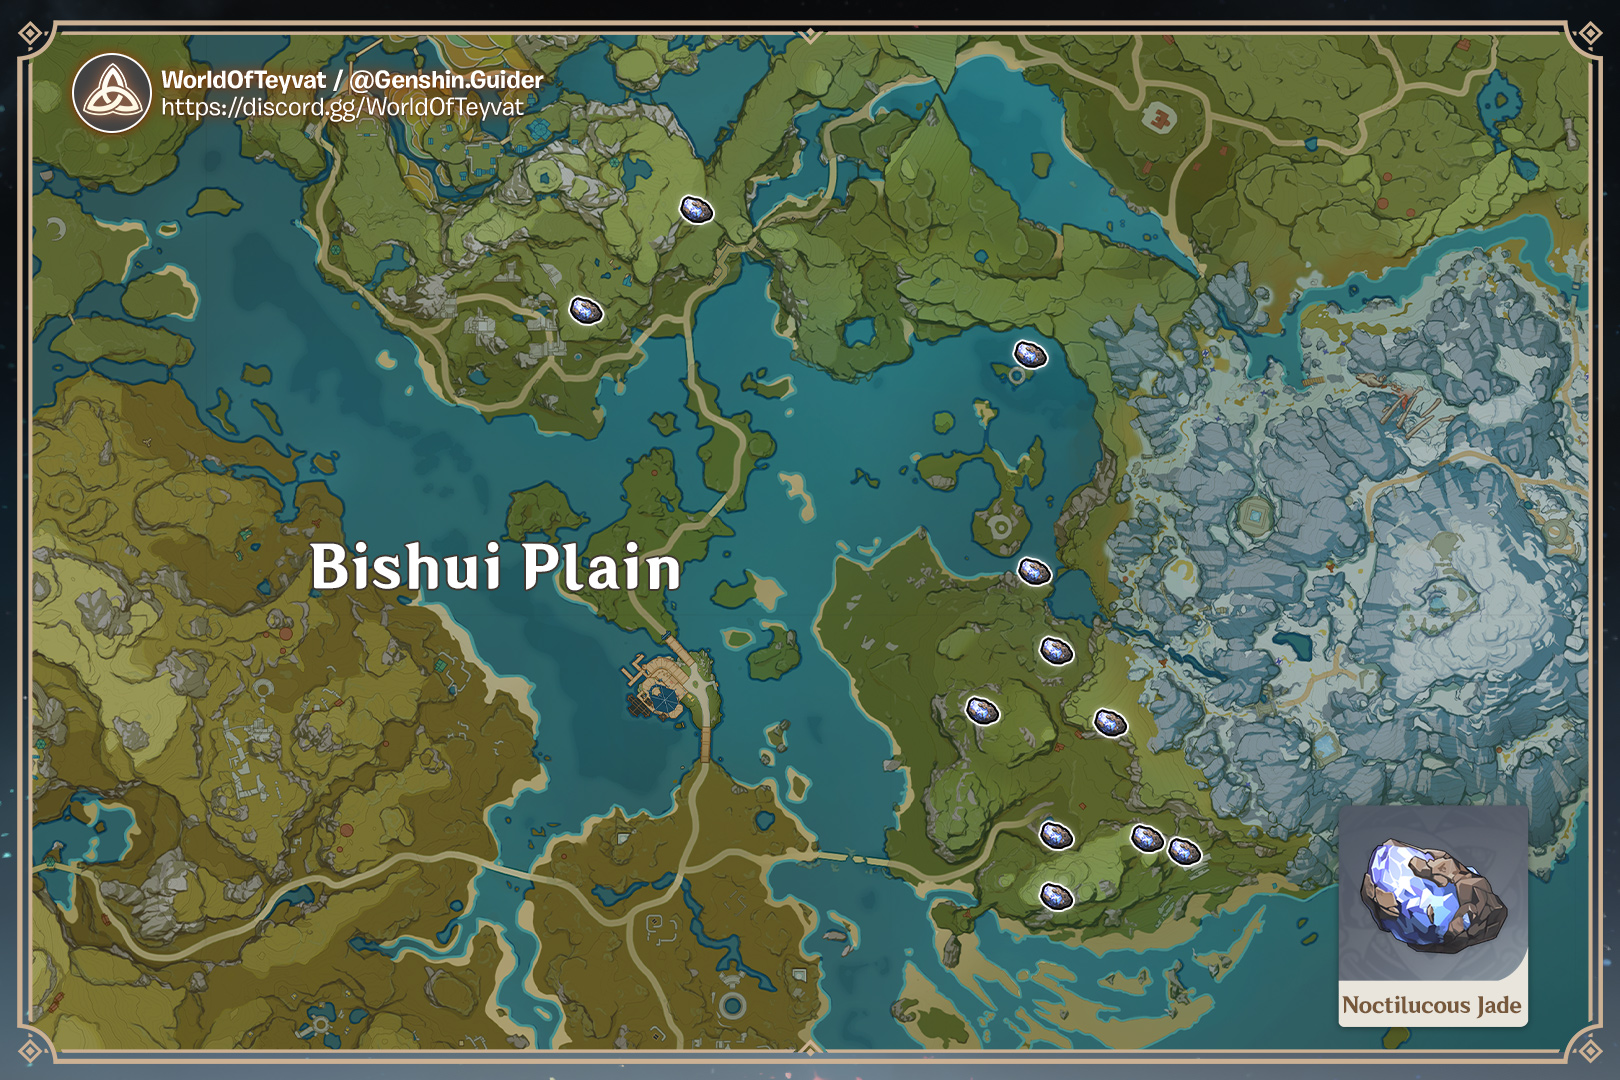 WorldOfTeyvat / @Genshin.Guider
https://discord.gg/WorldOfTeyvat
Bishui Plain
Noctilucous Jade